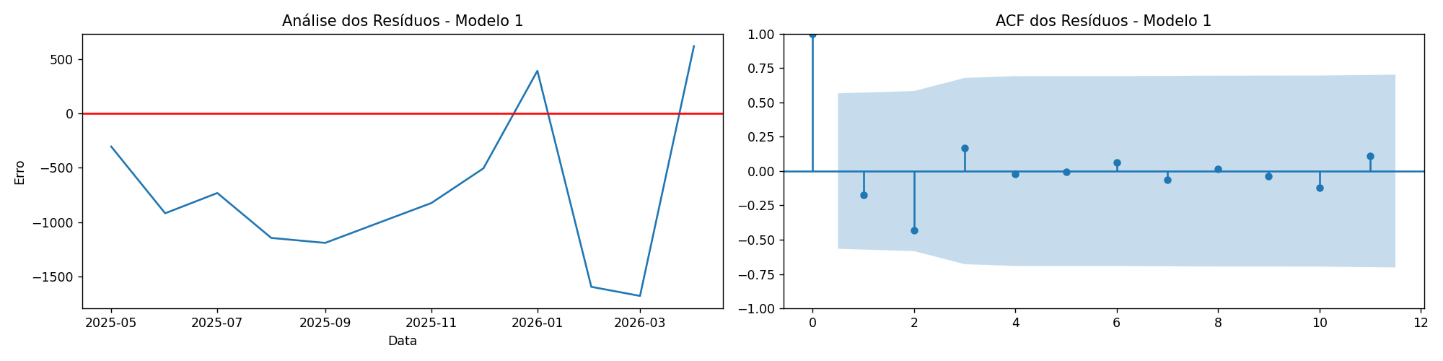 Análise dos Resíduos - Modelo 1
500
0
−500
−1000
−1500
Erro
2025-05 2025-07 2025-09 2025-11 2026-01 2026-03
Data
ACF dos Resíduos - Modelo 1
1.00
0.75
0.50
0.25
0.00
−0.25
−0.50
−0.75
−1.00
0 2 4 6 8 10 12